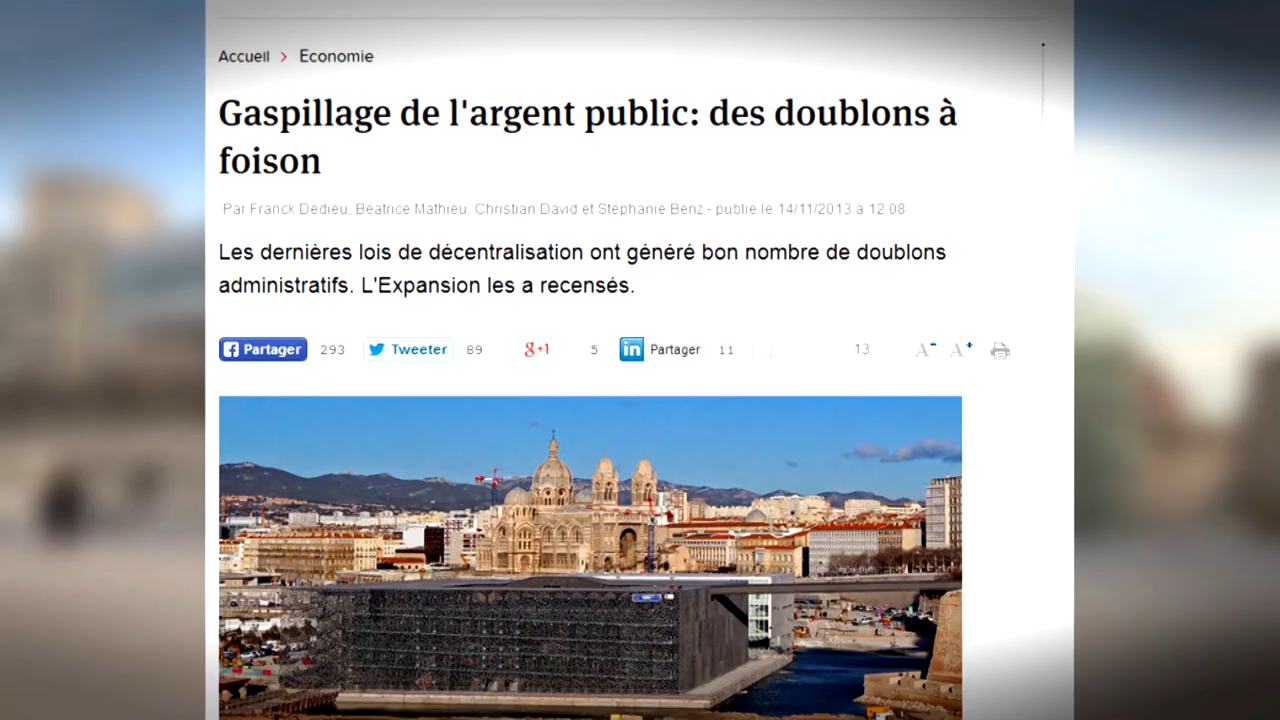 Accueil > Economie
Gaspillage de l'argent public: des doublons à
foison
Par Franck Dedieu, Béatrice Mathieu, Christian David et Stéphanie Benz - publié le 14/11/2013 à 12:08
Les dernières lois de décentralisation ont généré bon nombre de doublons
administratifs. L'Expansion les a recensés.
Partager 293 Tweeter 89 g+1 5 in Partager 11 13 A- A+